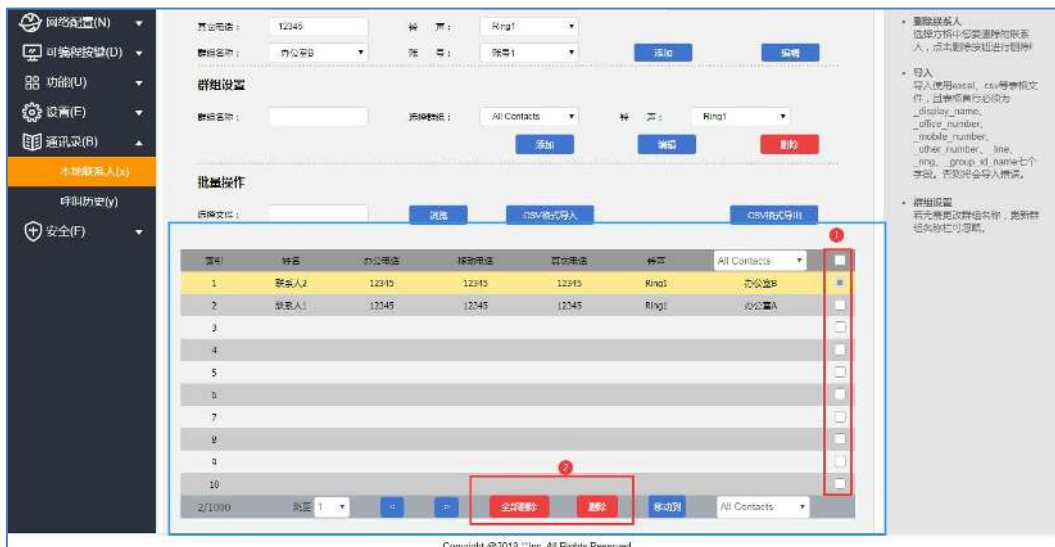 网络配置(N)
可编程按键(D)
功能(U)
设置(E)
通讯录(B)
本地联系人(x)
呼叫历史(y)
安全(F)
其它电话： 12345 铃 声： Ring1
群组名称： 办公室B 账 号： 账号1 添加 编辑
群组设置
群组名称： 选择群组： All Contacts 铃 声： Ring1
添加 编辑 删除
批量操作
选择文件： 浏览 CSV格式导入 CSV格式导出
1
索引 姓名 办公电话 移动电话 其它电话 铃声 All Contacts
1 联系人2 12345 12345 12345 Ring1 办公室B
2 联系人1 12345 12345 12345 Ring1 办公室A
3
4
5
6
7
8
9
10
2
2/1000 跳至 1 < > 全部删除 删除 移动到 All Contacts
• 删除联系人
选择方格中您要删除的联系
人，点击删除按钮进行删除!
• 导入
导入使用excel、csv等表格文
件，且表格首行必须为
_display_name、
_office_number、
_mobile_number、
_other_number、_line、
_ring、_group_id_name七个
字段。否则将会导入错误。
• 群组设置
若无需更改群组名称，更新群
组名称栏可忽略。
Copyright @2019 **Inc. All Rights Reserved